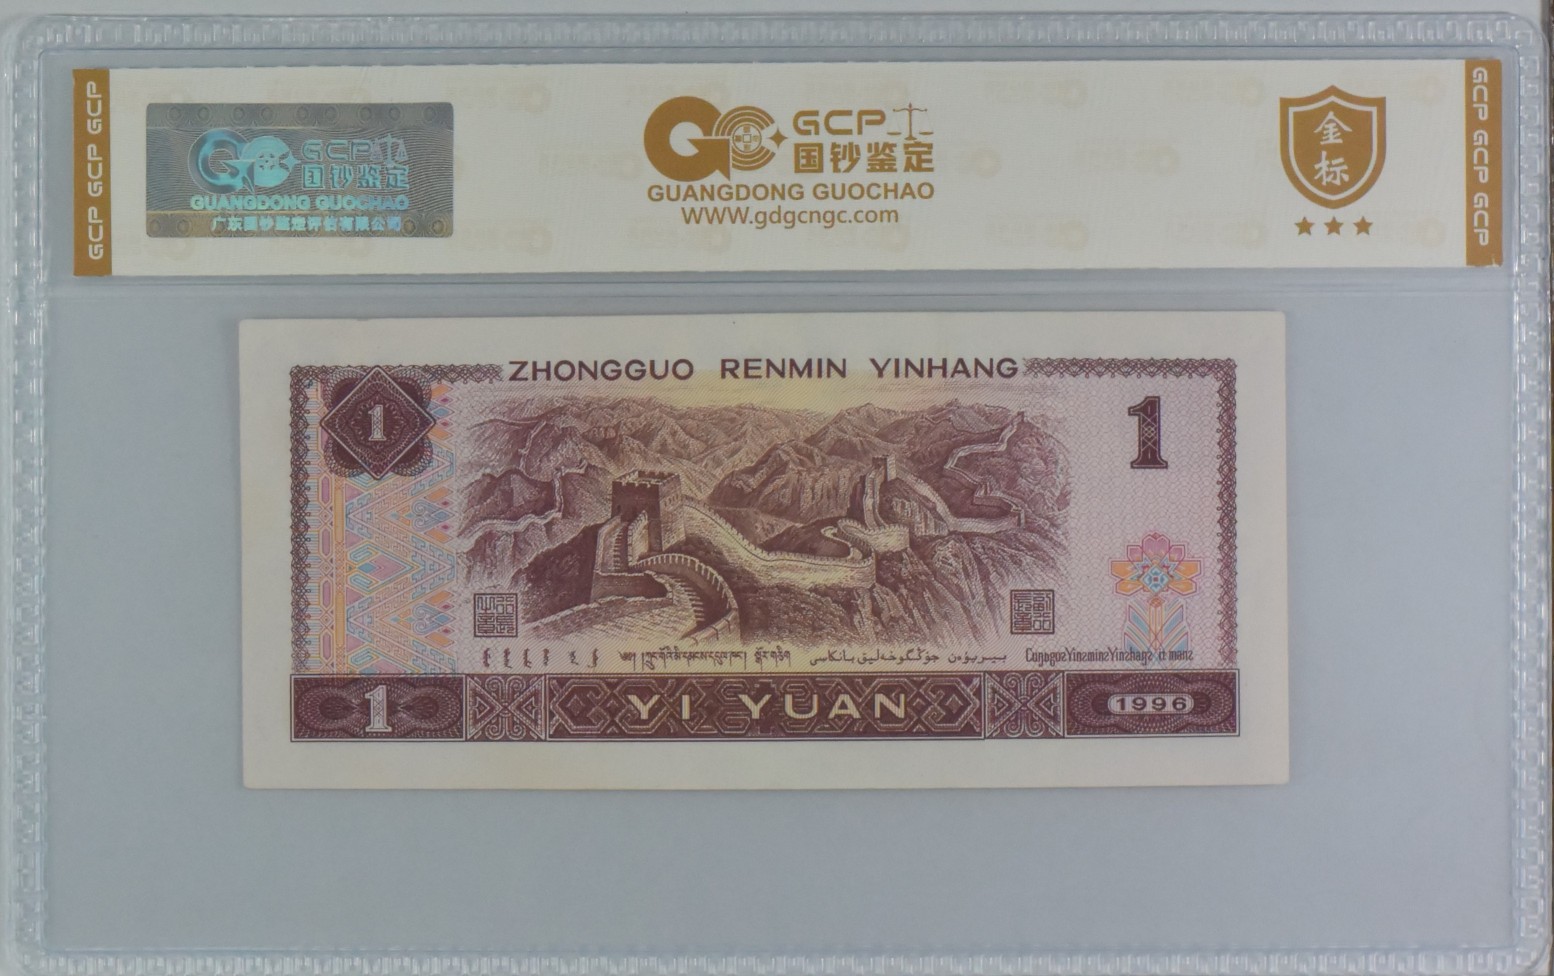 GCP GCP GCP
GCP
国钞鉴定
GUANGDONG GUOCHAO
广东国钞鉴定评估有限公司
GCP
国钞鉴定
GUANGDONG GUOCHAO
WWW.gdgcngc.com
金
标
GCP GCP GCP
ZHONGGUO RENMIN YINHANG
1
1
YI YUAN
1
1996